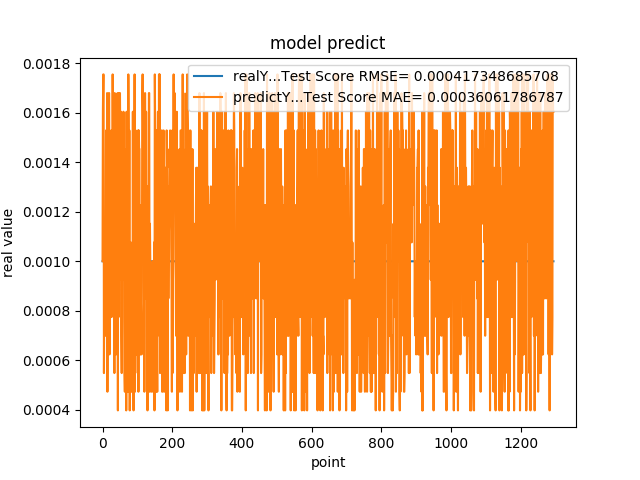 model predict
realY...Test Score RMSE= 0.000417348685708
predictY...Test Score MAE= 0.00036061786787
0.0018
0.0016
0.0014
0.0012
0.0010
0.0008
0.0006
0.0004
real value
0 200 400 600 800 1000 1200
point